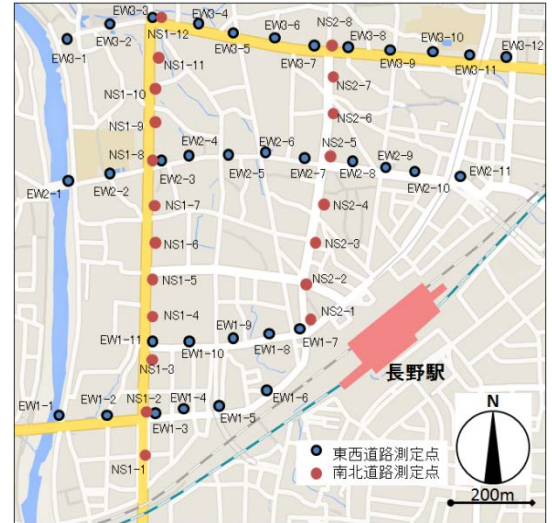 EW3-3
EW3-4
EW3-2
EW3-6
NS2-8
EW3-8
EW3-10
EW3-12
NS1-12
EW3-1
EW3-5
EW3-7
EW3-9
EW3-11
NS1-11
NS2-7
NS1-10
NS1-9
NS2-6
EW2-4
EW2-6
NS2-5
NS1-8
EW2-9
EW2-3
EW2-5
EW2-7
EW2-8
EW2-10
EW2-11
EW2-1
EW2-2
NS1-7
NS2-4
NS1-6
NS2-3
NS1-5
NS2-2
NS1-4
NS2-1
EW1-11
EW1-9
EW1-7
EW1-10
EW1-8
NS1-3
長野駅
EW1-1
EW1-2
NS1-2
EW1-4
EW1-6
EW1-3
EW1-5
N
東西道路測定点
NS1-1
南北道路測定点
200m